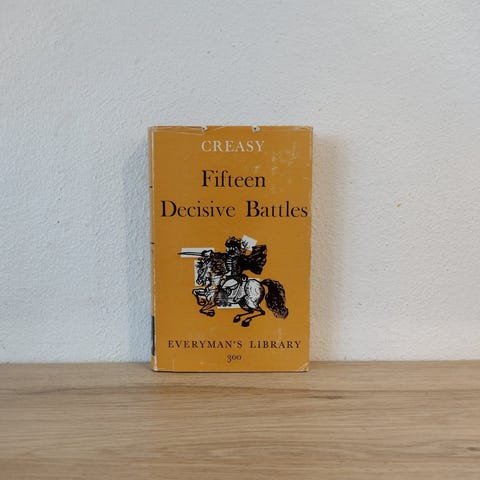 CREASY
Fifteen
Decisive Battles
EVERYMAN'S LIBRARY
300